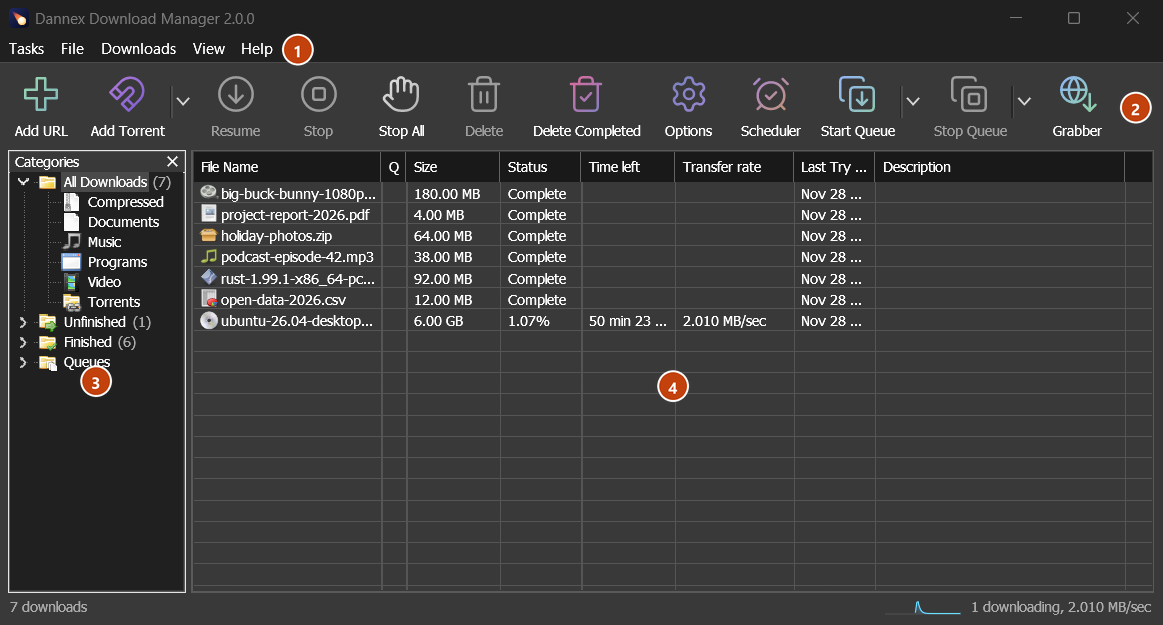 Dannex Download Manager 2.0.0
Tasks File Downloads View Help 1
Add URL Add Torrent Resume Stop Stop All Delete Delete Completed Options Scheduler Start Queue Stop Queue Grabber 2
Categories
All Downloads (7)
Compressed
Documents
Music
Programs
Video
Torrents
Unfinished (1)
Finished (6)
Queues
3
File Name Q Size Status Time left Transfer rate Last Try ... Description
big-buck-bunny-1080p... 180.00 MB Complete Nov 28 ...
project-report-2026.pdf 4.00 MB Complete Nov 28 ...
holiday-photos.zip 64.00 MB Complete Nov 28 ...
podcast-episode-42.mp3 38.00 MB Complete Nov 28 ...
rust-1.99.1-x86_64-pc... 92.00 MB Complete Nov 28 ...
open-data-2026.csv 12.00 MB Complete Nov 28 ...
ubuntu-26.04-desktop... 6.00 GB 1.07% 50 min 23 ... 2.010 MB/sec Nov 28 ...
4
7 downloads 1 downloading, 2.010 MB/sec